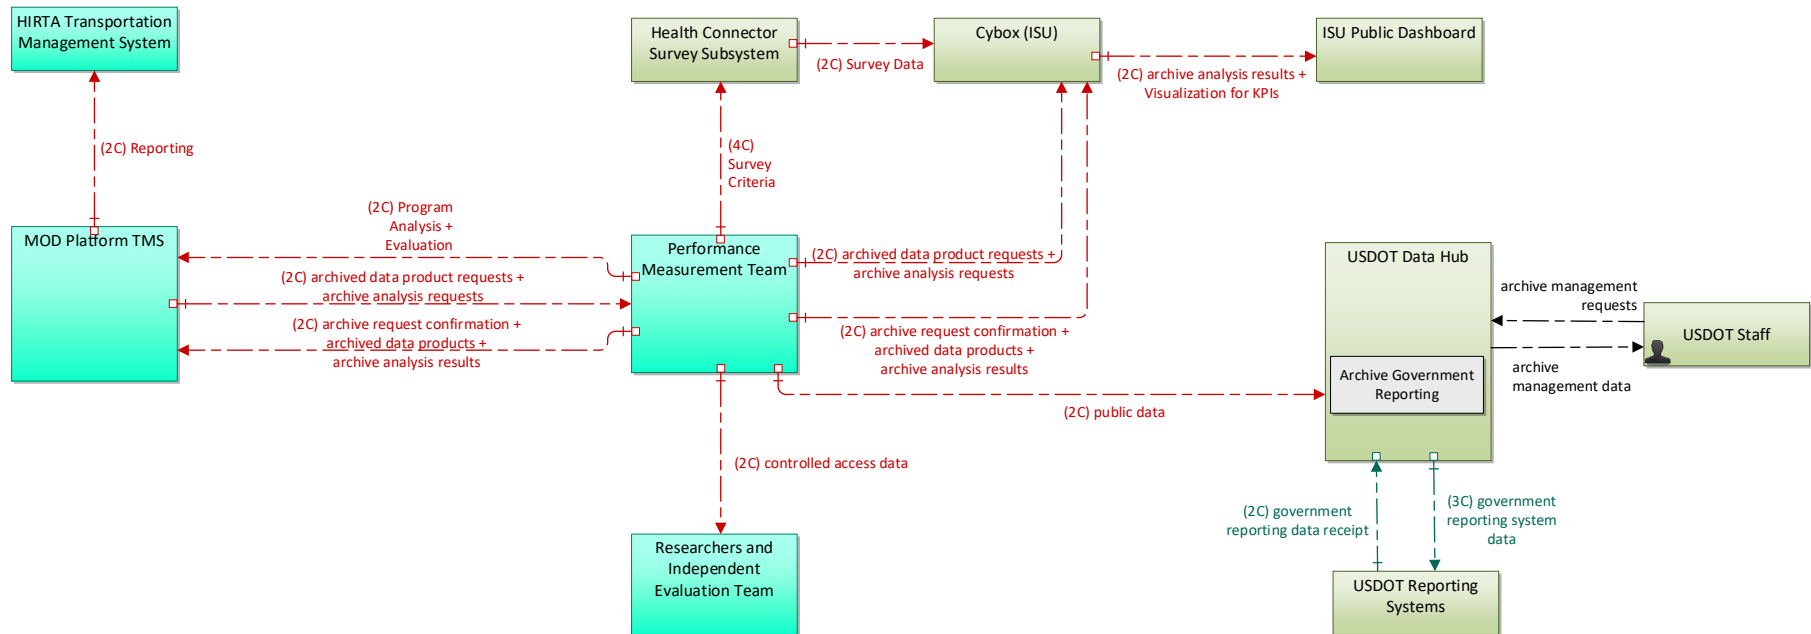 HIRTA Transportation
Management System
Health Connector
Survey Subsystem
Cybox (ISU)
ISU Public Dashboard
(2C) Survey Data
(2C) archive analysis results +
Visualization for KPIs
(2C) Reporting
(4C)
Survey
Criteria
(2C) Program
Analysis +
Evaluation
MOD Platform TMS
Performance
Measurement Team
(2C) archived data product requests +
archive analysis requests
(2C) archived data product requests +
archive analysis requests
(2C) archive request confirmation +
archived data products +
archive analysis results
(2C) archive request confirmation +
archived data products +
archive analysis results
USDOT Data Hub
archive management
requests
USDOT Staff
archive
management data
Archive Government
Reporting
(2C) public data
(2C) controlled access data
(2C) government
reporting data receipt
(3C) government
reporting system
data
Researchers and
Independent
Evaluation Team
USDOT Reporting
Systems